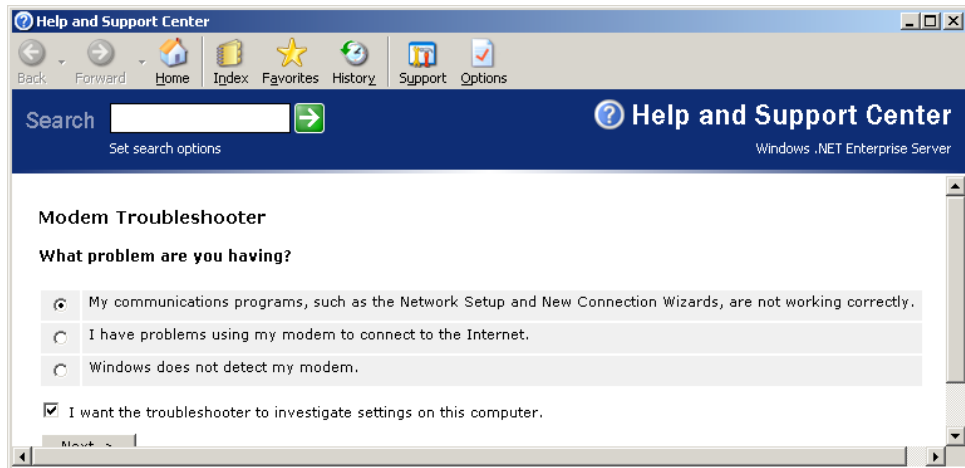 Help and Support Center
Back Forward Home Index Favorites History Support Options
Search
Help and Support Center
Set search options
Windows .NET Enterprise Server
Modem Troubleshooter
What problem are you having?
My communications programs, such as the Network Setup and New Connection Wizards, are not working correctly.
I have problems using my modem to connect to the Internet.
Windows does not detect my modem.
I want the troubleshooter to investigate settings on this computer.
Next >